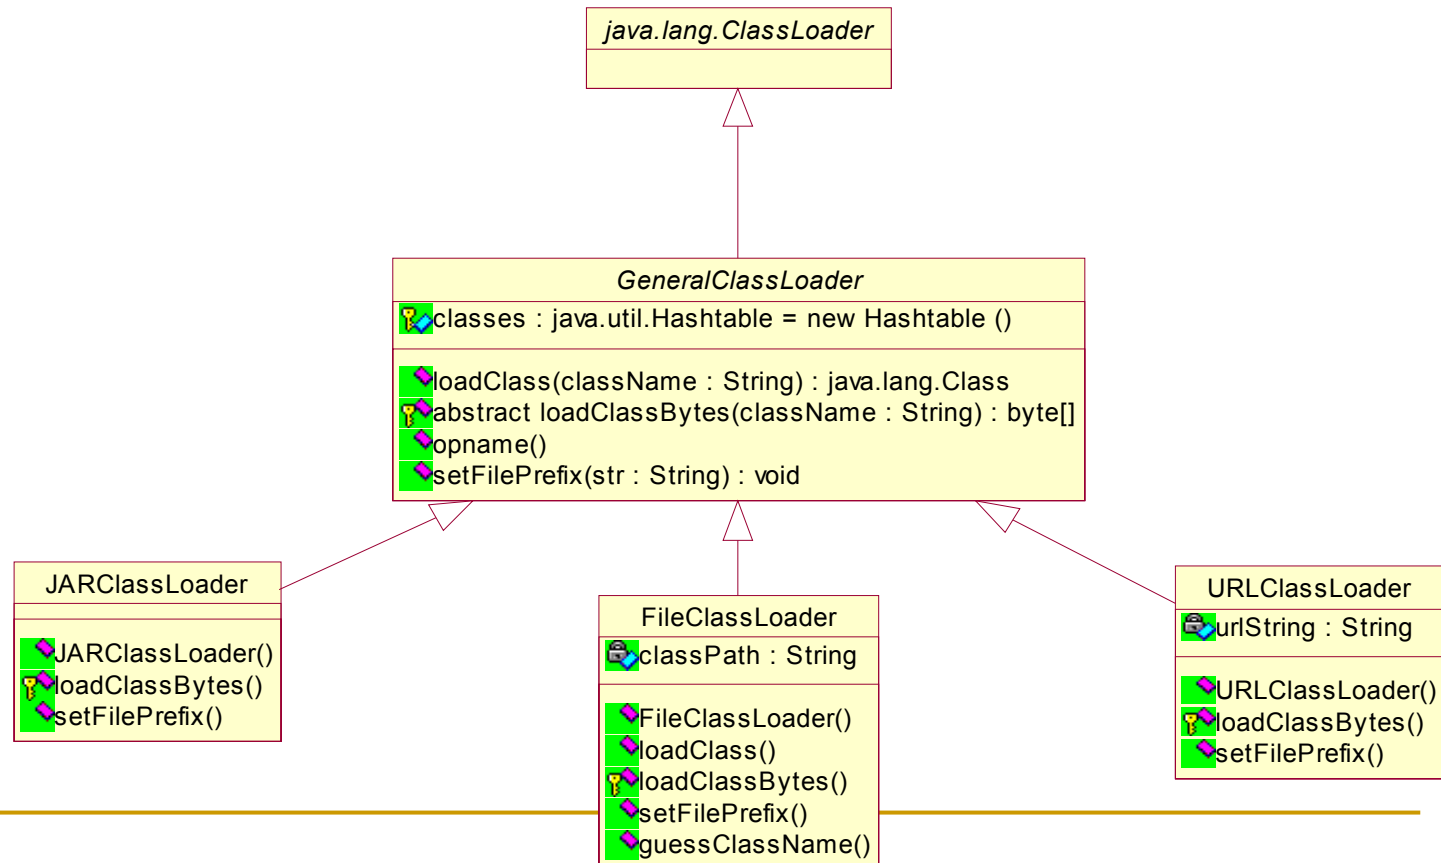 java.lang.ClassLoader
GeneralClassLoader
classes : java.util.Hashtable = new Hashtable ()
loadClass(className : String) : java.lang.Class
abstract loadClassBytes(className : String) : byte[]
opname()
setFilePrefix(str : String) : void
JARClassLoader
JARClassLoader()
loadClassBytes()
setFilePrefix()
FileClassLoader
classPath : String
FileClassLoader()
loadClass()
loadClassBytes()
setFilePrefix()
guessClassName()
URLClassLoader
urlString : String
URLClassLoader()
loadClassBytes()
setFilePrefix()